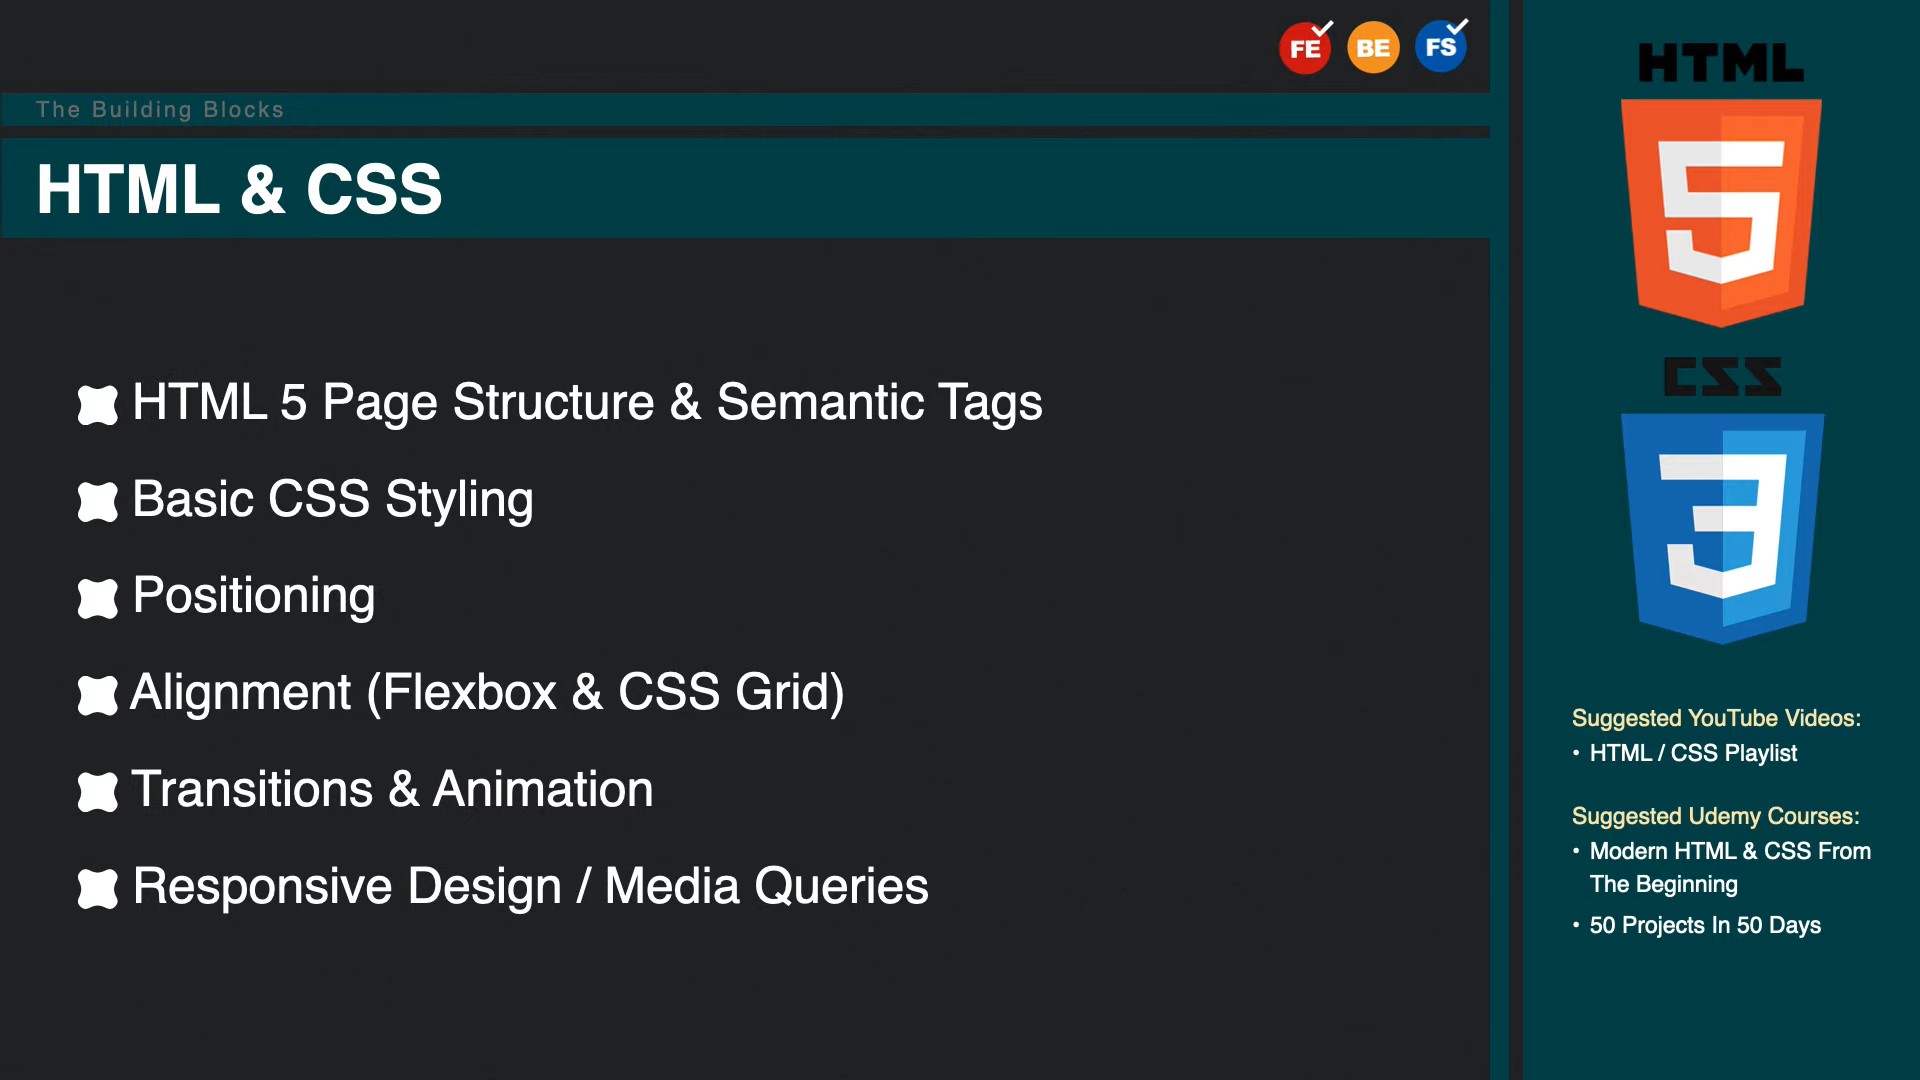 FE BE FS
The Building Blocks
HTML & CSS
HTML 5 Page Structure & Semantic Tags
Basic CSS Styling
Positioning
Alignment (Flexbox & CSS Grid)
Transitions & Animation
Responsive Design / Media Queries
HTML
5
CSS
3
Suggested YouTube Videos:
• HTML / CSS Playlist
Suggested Udemy Courses:
• Modern HTML & CSS From
The Beginning
• 50 Projects In 50 Days